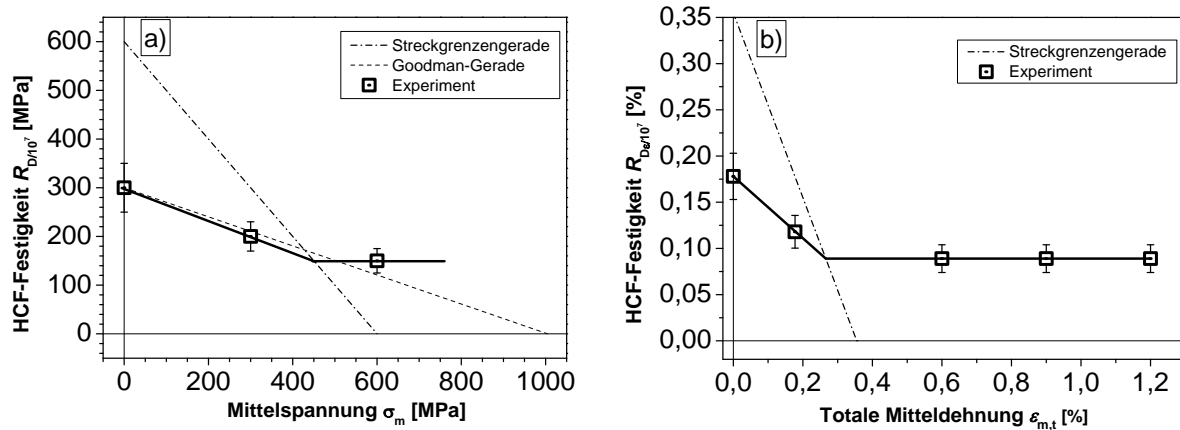 a)
Streckgrenzengerade
Goodman-Gerade
Experiment
HCF-Festigkeit R_D/10^7 [MPa]
600
500
400
300
200
100
0
0 200 400 600 800 1000
Mittelspannung σ_m [MPa]
b)
Streckgrenzengerade
Experiment
HCF-Festigkeit R_Dε/10^7 [%]
0,35
0,30
0,25
0,20
0,15
0,10
0,05
0,00
0,0 0,2 0,4 0,6 0,8 1,0 1,2
Totale Mitteldehnung ε_m,t [%]